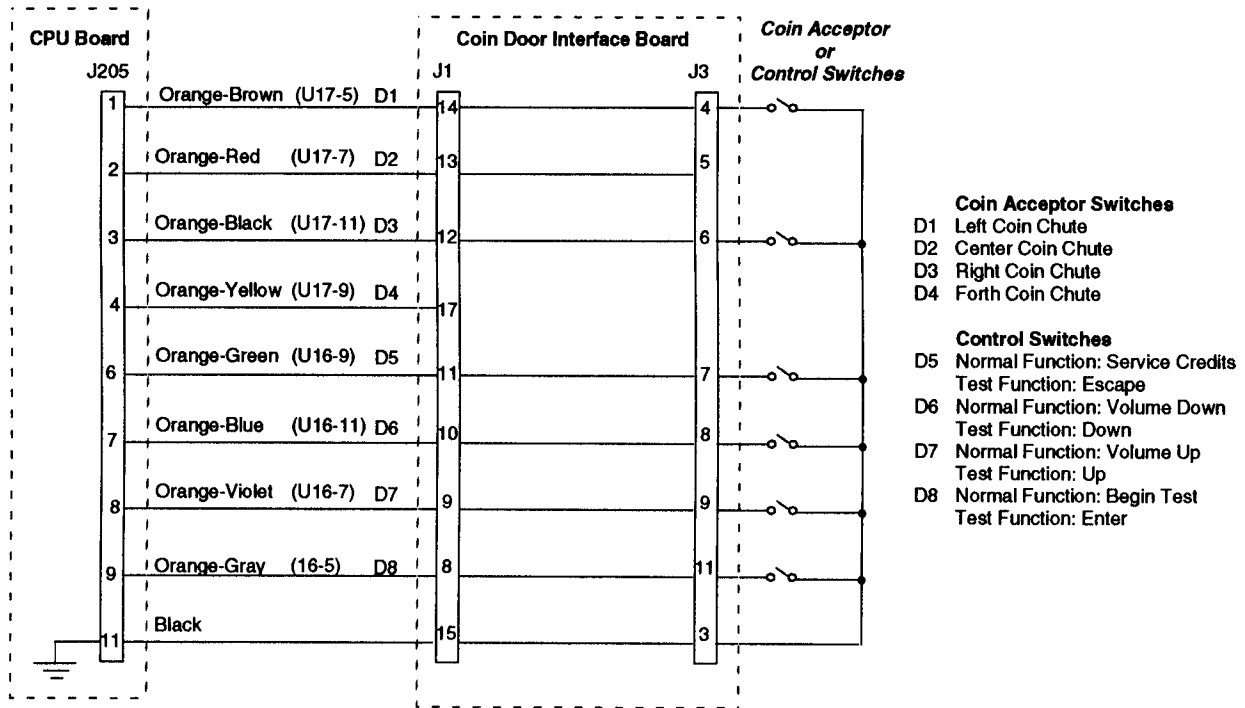 CPU Board
Coin Door Interface Board
Coin Acceptor
or
Control Switches
J205
J1
J3
1 Orange-Brown (U17-5) D1 14 4
2 Orange-Red (U17-7) D2 13 5
3 Orange-Black (U17-11) D3 12 6
4 Orange-Yellow (U17-9) D4 17
6 Orange-Green (U16-9) D5 11 7
7 Orange-Blue (U16-11) D6 10 8
8 Orange-Violet (U16-7) D7 9 9
9 Orange-Gray (16-5) D8 8 11
11 Black 15 3
Coin Acceptor Switches
D1 Left Coin Chute
D2 Center Coin Chute
D3 Right Coin Chute
D4 Forth Coin Chute
Control Switches
D5 Normal Function: Service Credits
Test Function: Escape
D6 Normal Function: Volume Down
Test Function: Down
D7 Normal Function: Volume Up
Test Function: Up
D8 Normal Function: Begin Test
Test Function: Enter